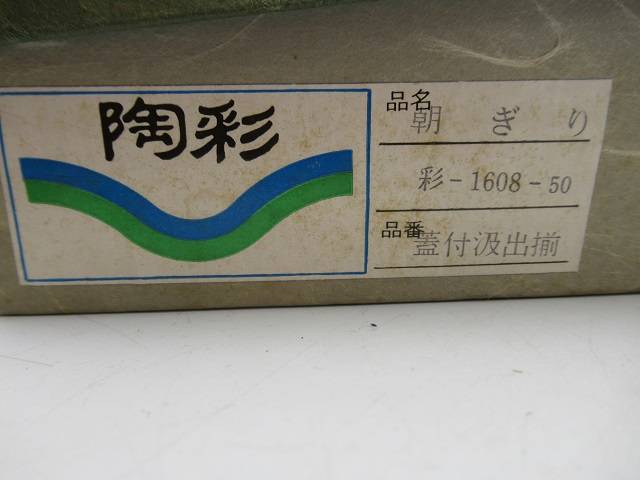 陶彩
品名 朝ぎり
彩-1608-50
品番 蓋付汲出揃